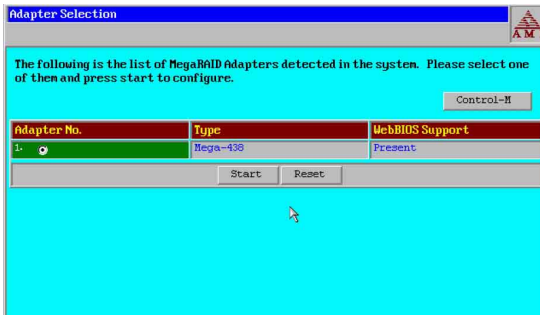 Adapter Selection
AM
The following is the list of MegaRAID Adapters detected in the system. Please select one
of them and press start to configure.
Control-M
Adapter No. Type WebBIOS Support
1. Mega-438 Present
Start Reset